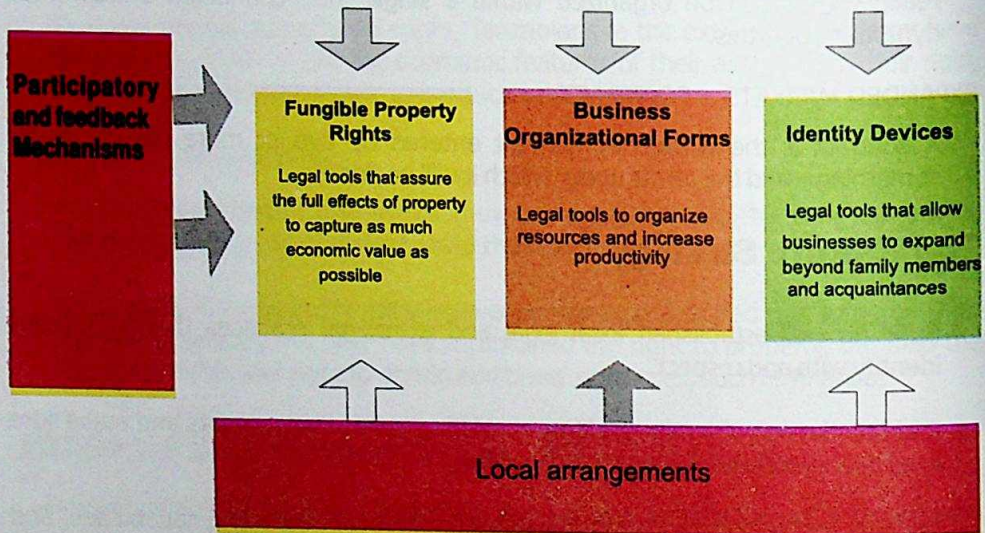 Participatory
and feedback
Mechanisms
Fungible Property
Rights
Legal tools that assure
the full effects of property
to capture as much
economic value as
possible
Business
Organizational Forms
Legal tools to organize
resources and increase
productivity
Identity Devices
Legal tools that allow
businesses to expand
beyond family members
and acquaintances
Local arrangements